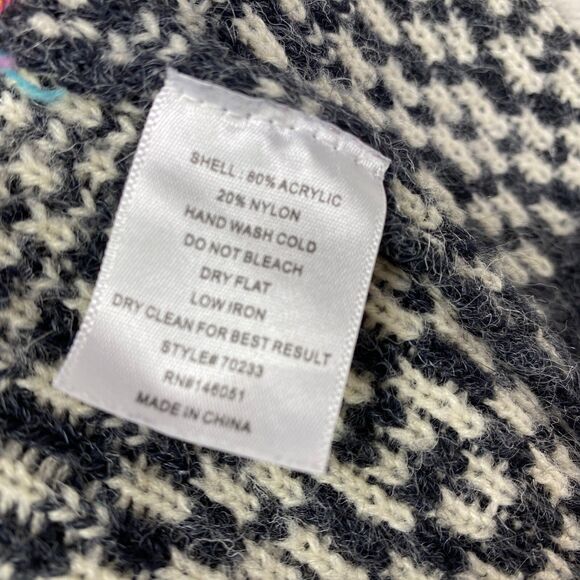 SHELL : 80% ACRYLIC
20% NYLON
HAND WASH COLD
DO NOT BLEACH
DRY FLAT
LOW IRON
DRY CLEAN FOR BEST RESULT
STYLE# 70233
RN#146051
MADE IN CHINA